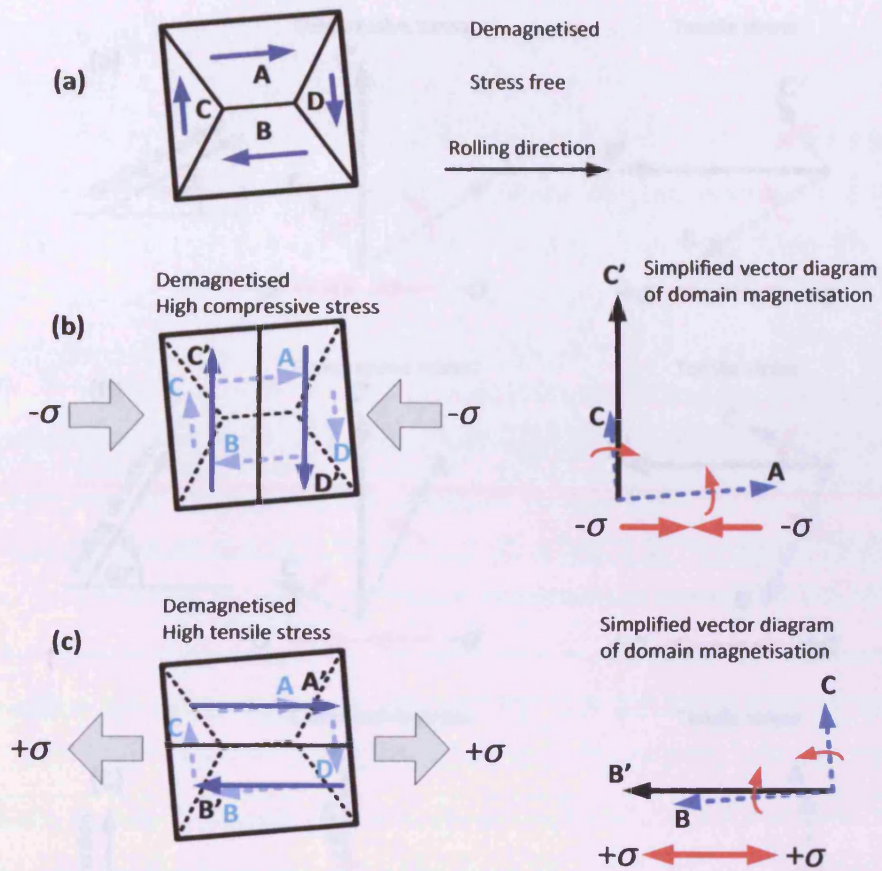 (a)
A
B
C
D
Demagnetised
Stress free
Rolling direction
(b)
Demagnetised
High compressive stress
C'
A
C
B
D
D'
-σ
-σ
Simplified vector diagram
of domain magnetisation
C'
C
A
-σ
-σ
(c)
Demagnetised
High tensile stress
A
A'
C
D
B'
B
+σ
+σ
Simplified vector diagram
of domain magnetisation
C
B'
B
+σ
+σ